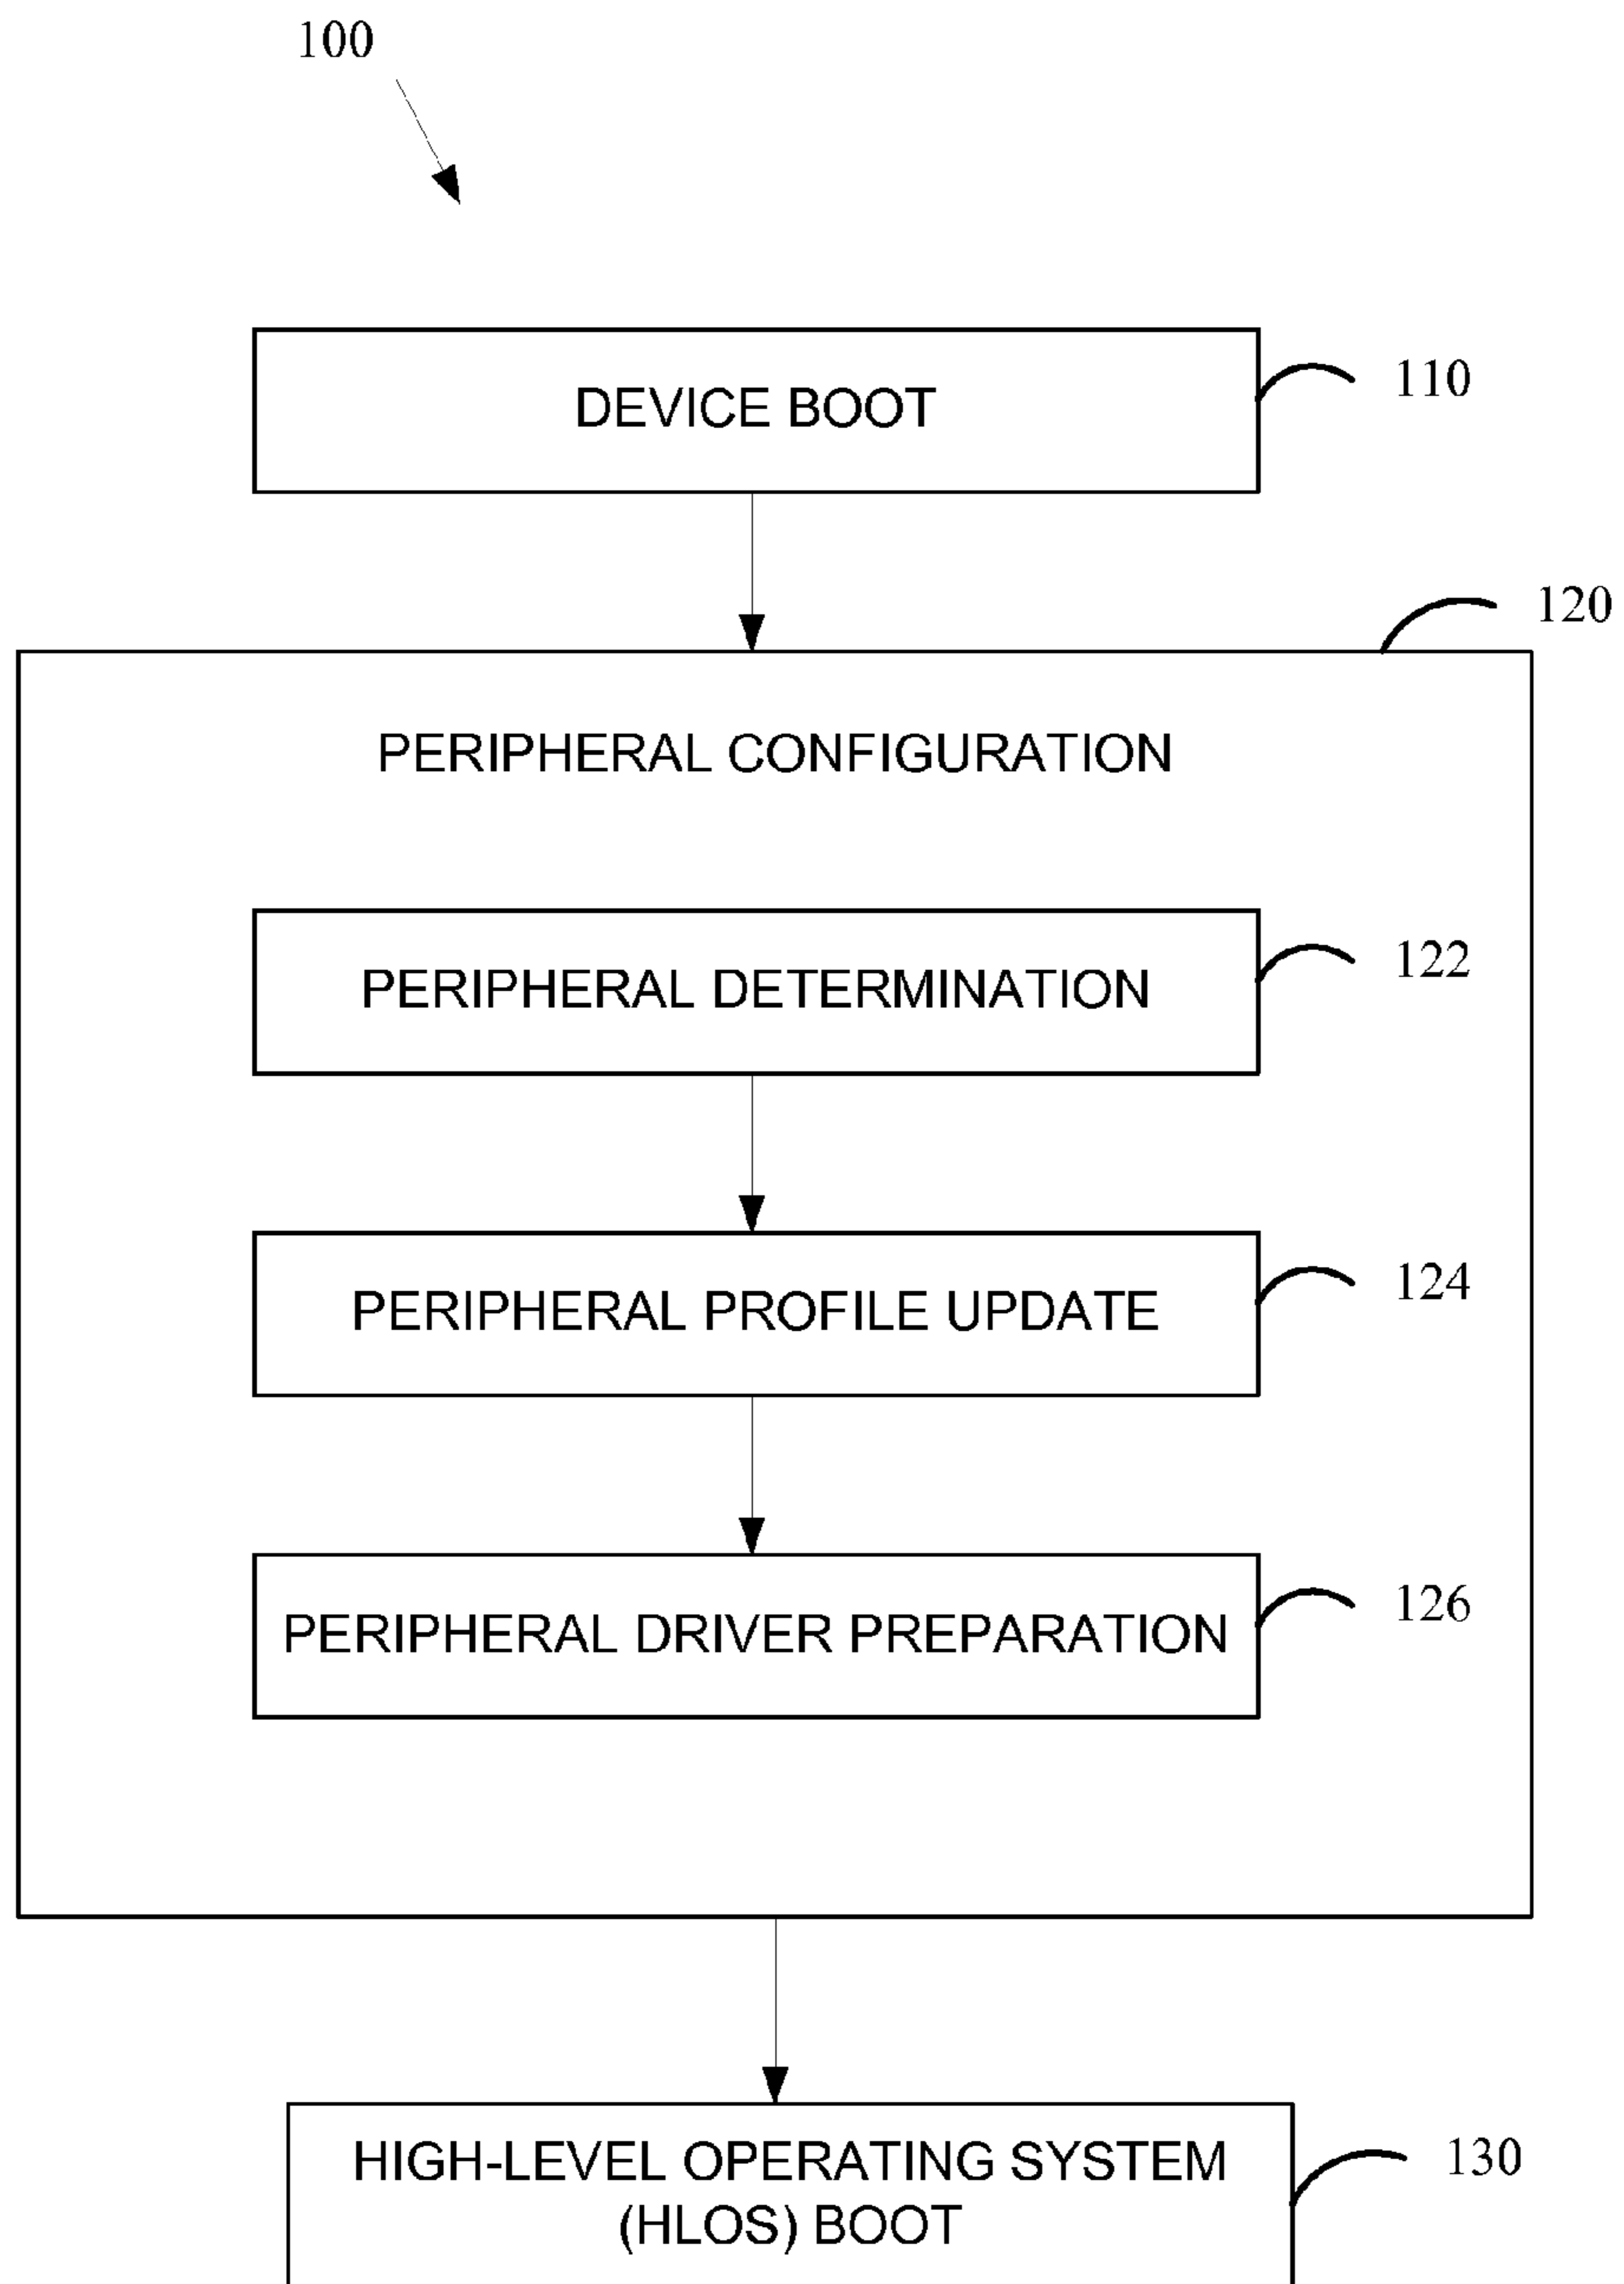 100
DEVICE BOOT
110
120
PERIPHERAL CONFIGURATION
PERIPHERAL DETERMINATION
122
PERIPHERAL PROFILE UPDATE
124
PERIPHERAL DRIVER PREPARATION
126
HIGH-LEVEL OPERATING SYSTEM
(HLOS) BOOT
130